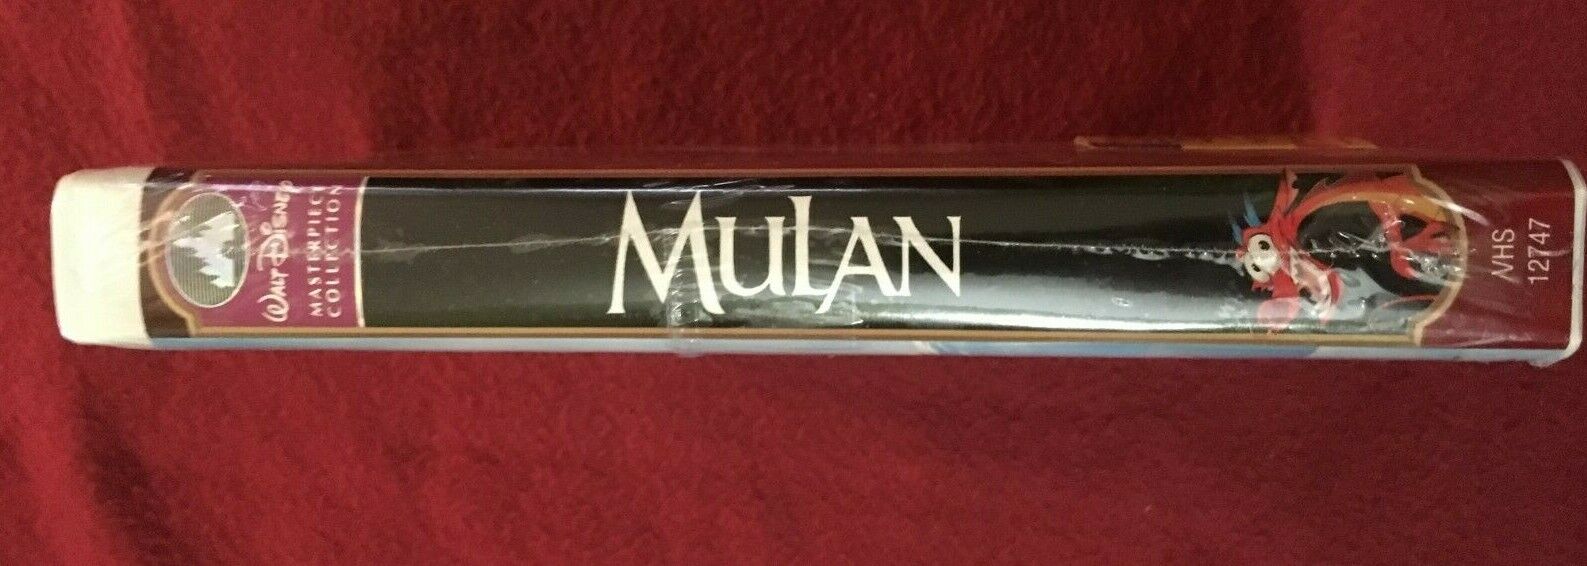 WALT DISNEY
MASTERPIECE
COLLECTION
MULAN
VHS
12747